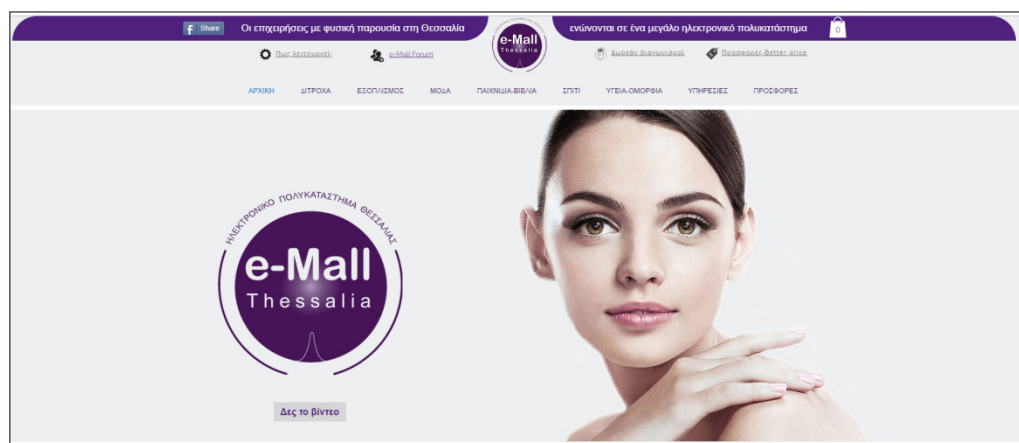 Share
Οι επιχειρήσεις με φυσική παρουσία στη Θεσσαλία
ενώνονται σε ένα μεγάλο ηλεκτρονικό πολυκατάστημα
0
e-Mall
Thessalia
Πως λειτουργεί;
e-Mall Forum
Δωρεάν διαγωνισμοί
Προσφορές-Better price
ΑΡΧΙΚΗ ΔΙΤΡΟΧΑ ΕΞΟΠΛΙΣΜΟΣ ΜΟΔΑ ΠΑΙΧΝΙΔΙΑ-ΒΙΒΛΙΑ ΣΠΙΤΙ ΥΓΕΙΑ-ΟΜΟΡΦΙΑ ΥΠΗΡΕΣΙΕΣ ΠΡΟΣΦΟΡΕΣ
ΗΛΕΚΤΡΟΝΙΚΟ ΠΟΛΥΚΑΤΑΣΤΗΜΑ ΘΕΣΣΑΛΙΑΣ
e-Mall
Thessalia
Δες το βίντεο